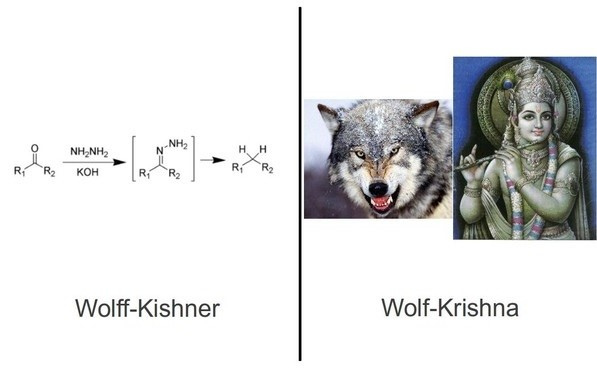 O
R1 R2
NH2NH2
KOH
N NH2
R1 R2
H H
R1 R2
Wolff-Kishner
Wolf-Krishna